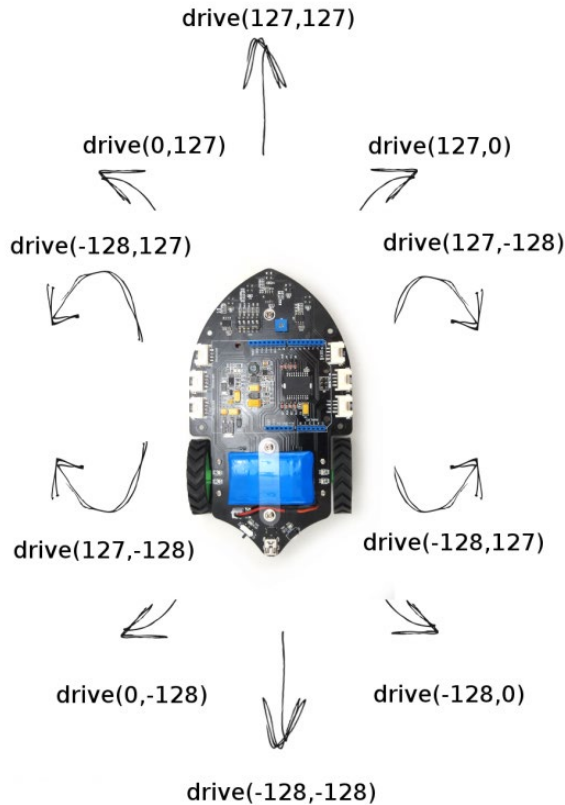 drive(127,127)
drive(0,127)
drive(127,0)
drive(-128,127)
drive(127,-128)
drive(127,-128)
drive(-128,127)
drive(0,-128)
drive(-128,0)
drive(-128,-128)